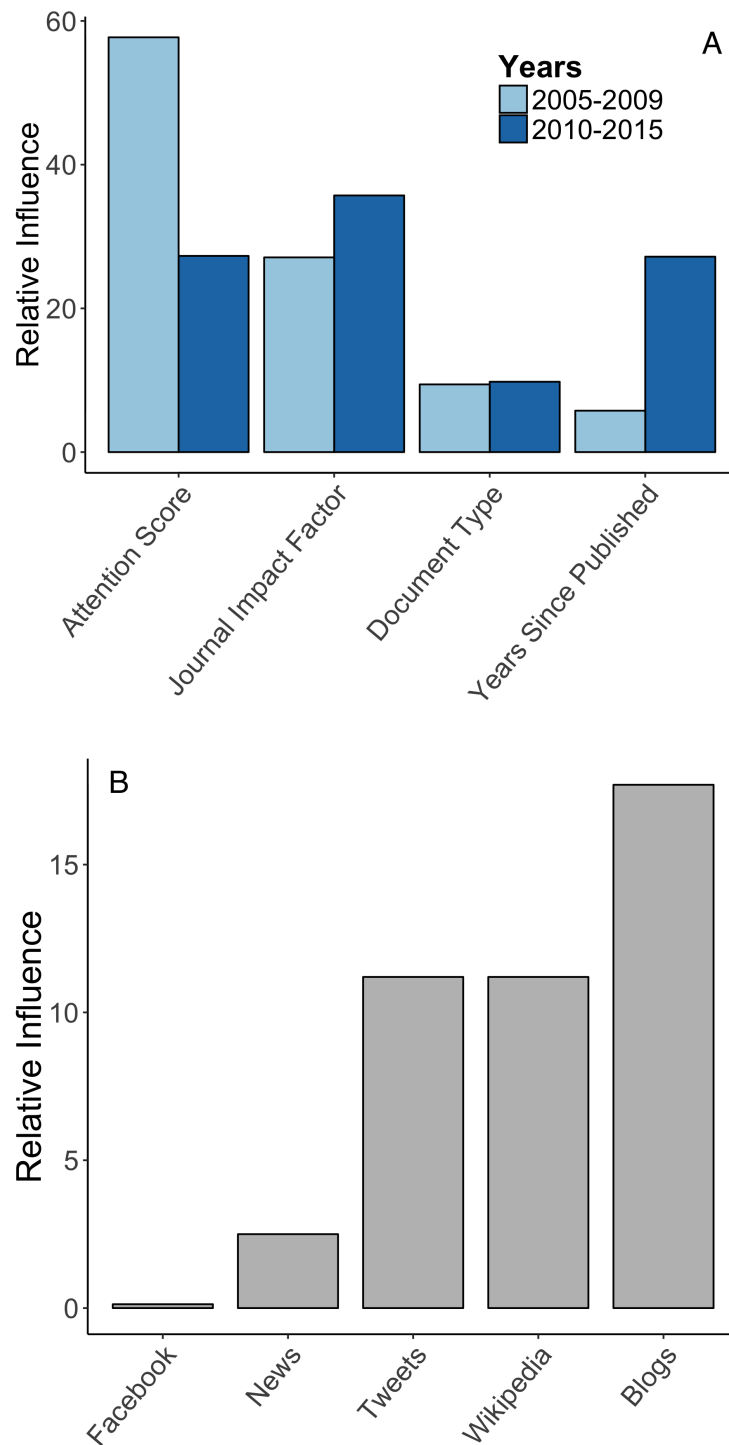 A
Years
2005-2009
2010-2015
Relative Influence
60
40
20
0
Attention Score
Journal Impact Factor
Document Type
Years Since Published
B
Relative Influence
15
10
5
0
Facebook
News
Tweets
Wikipedia
Blogs